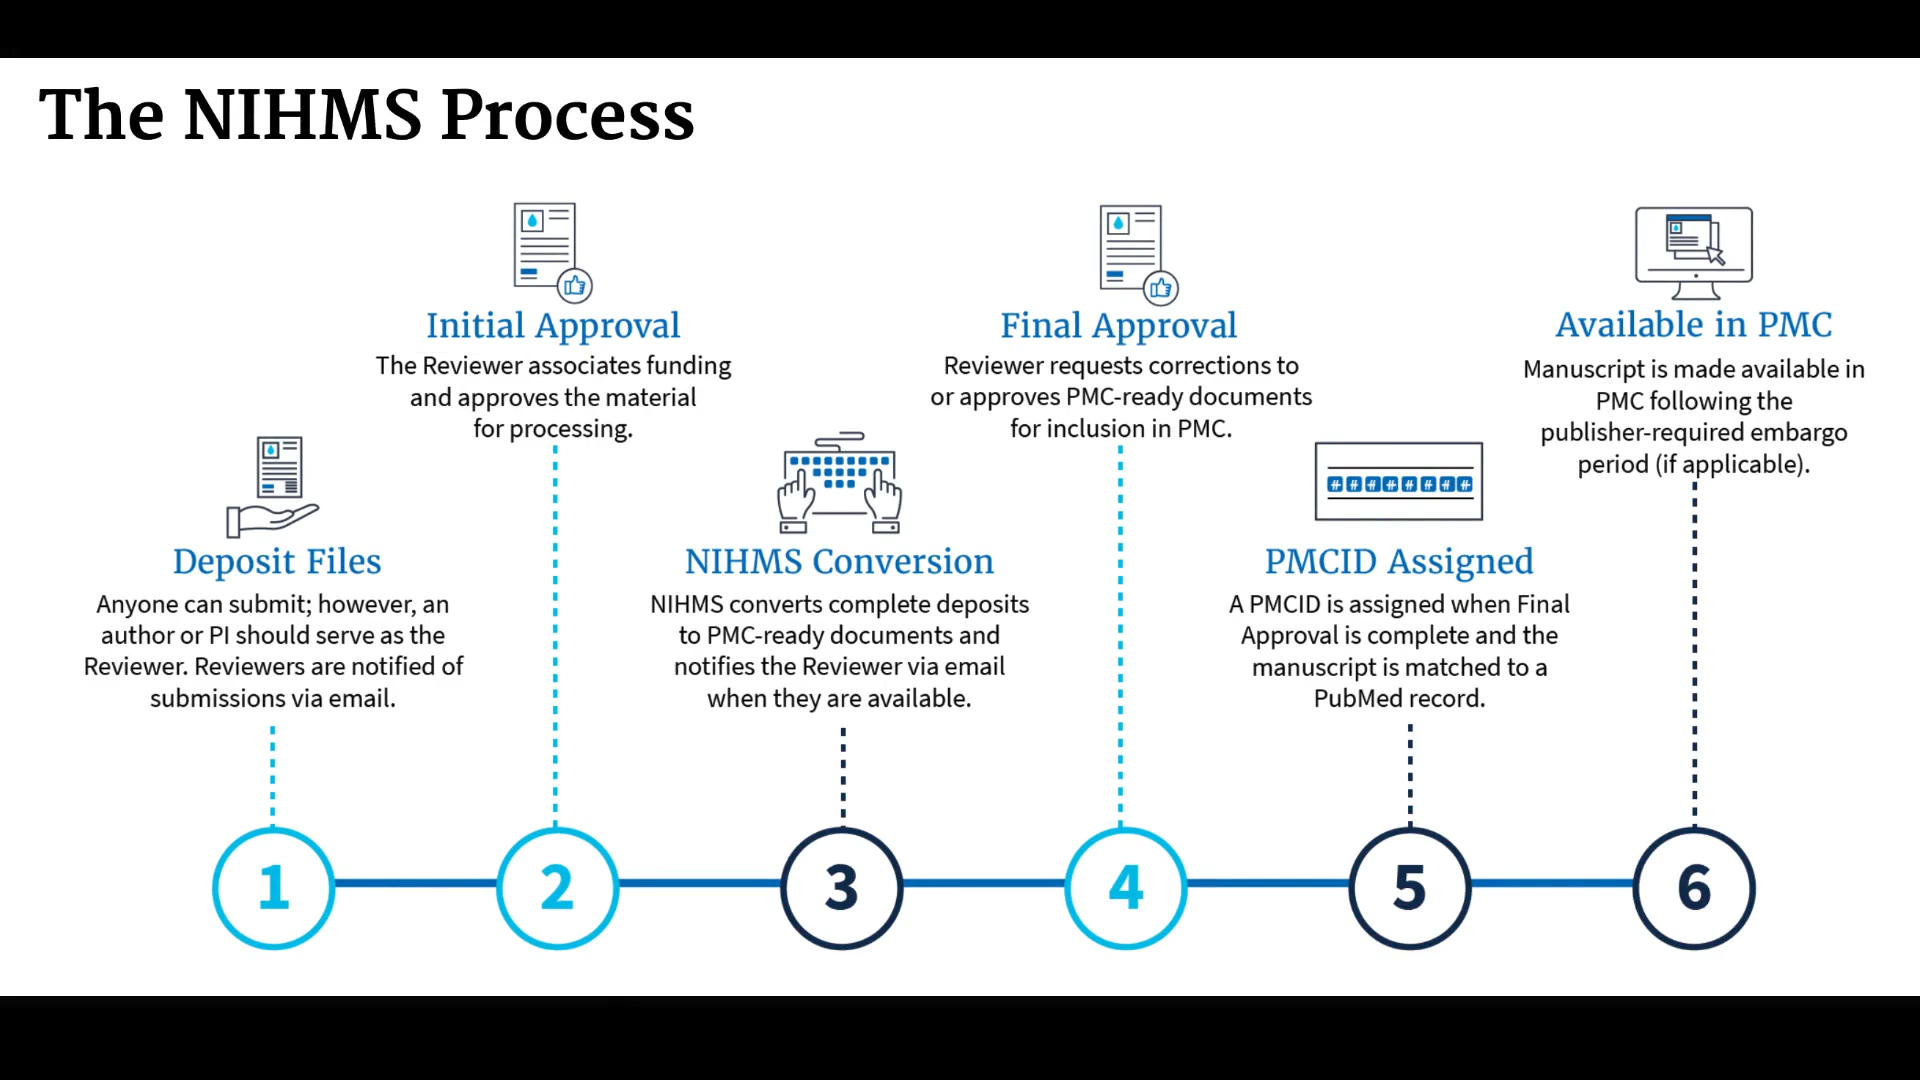 The NIHMS Process
Deposit Files
Anyone can submit; however, an
author or PI should serve as the
Reviewer. Reviewers are notified of
submissions via email.
Initial Approval
The Reviewer associates funding
and approves the material
for processing.
NIHMS Conversion
NIHMS converts complete deposits
to PMC-ready documents and
notifies the Reviewer via email
when they are available.
Final Approval
Reviewer requests corrections to
or approves PMC-ready documents
for inclusion in PMC.
########
PMCID Assigned
A PMCID is assigned when Final
Approval is complete and the
manuscript is matched to a
PubMed record.
Available in PMC
Manuscript is made available in
PMC following the
publisher-required embargo
period (if applicable).
1 2 3 4 5 6